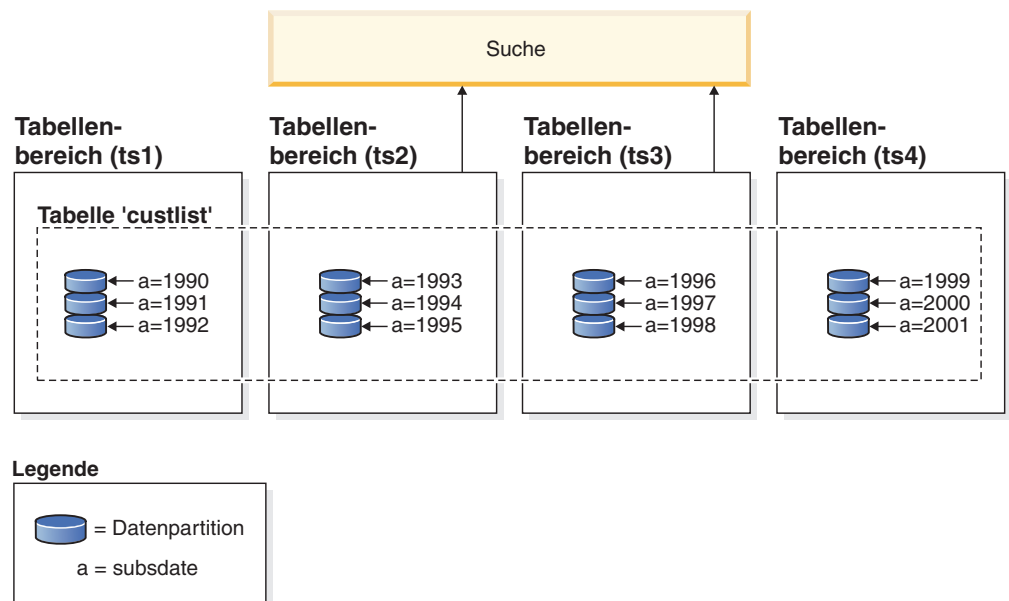 Suche
Tabellen-
bereich (ts1)
Tabellen-
bereich (ts2)
Tabellen-
bereich (ts3)
Tabellen-
bereich (ts4)
Tabelle 'custlist'
a=1990
a=1991
a=1992
a=1993
a=1994
a=1995
a=1996
a=1997
a=1998
a=1999
a=2000
a=2001
Legende
= Datenpartition
a = subsdate